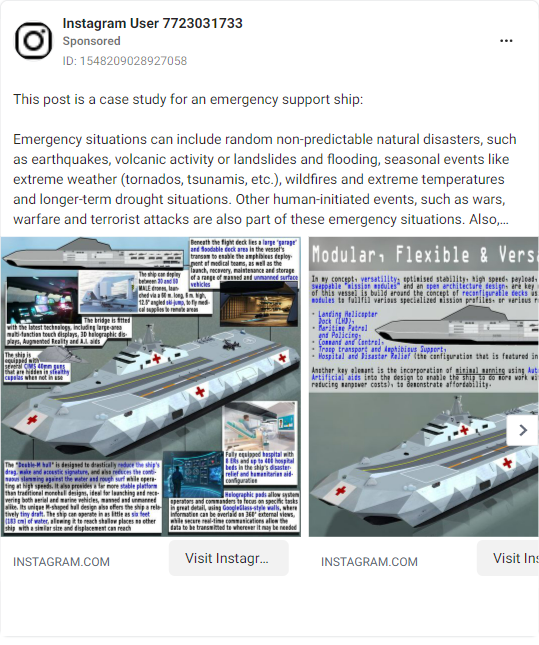 Instagram User 7723031733
Sponsored
ID: 1548209028927058
This post is a case study for an emergency support ship:
Emergency situations can include random non-predictable natural disasters, such
as earthquakes, volcanic activity or landslides and flooding, seasonal events like
extreme weather (tornados, tsunamis, etc.), wildfires and extreme temperatures
and longer-term drought situations. Other human-initiated events, such as wars,
warfare and terrorist attacks are also part of these emergency situations. Also,...
Beneath the flight deck lies a large 'garage'
and floodable dock area in the vessel's
transom to enable the amphibious deploy-
ment of medical teams, as well as the
launch, recovery, maintenance and storage
of a range of manned and unmanned surface
vehicles
The ship can deploy
between 30 and 60
MALE drones, laun-
ched via a 60 m. long, 8 m. high,
12.5° angled ski-jump, to fly medi-
cal supplies to remote areas
The bridge is fitted
with the latest technology, including large-area
multi-function touch displays, 3D holographic dis-
plays, Augmented Reality and A.I. aids
The ship is
equipped with
several CIWS 40mm guns
that are hidden in stealthy
cupolas when not in use
Fully equipped hospital with
8 ERs and up to 400 hospital
beds in the ship's disaster-
relief and humanitarian aid-
configuration
The "Double-M hull" is designed to drastically reduce the ship's
drag, wake and acoustic signature, and also reduces the conti-
nuous slamming against the water and rough surf while opera-
ting at high speeds. It also provides a far more stable platform
than traditional monohull designs, ideal for launching and reco-
vering both aerial and marine vehicles, manned and unmanned
alike. Its unique M-shaped hull design also offers the ship a rela-
tively tiny draft. The ship can operate in as little as six feet
(183 cm) of water, allowing it to reach shallow places no other
ship with a similar size and displacement can reach
Holographic pods allow system
operators and commanders to focus on specific tasks
in great detail, using GoogleGlass-style walls, where
information can be overlaid on 360° external views,
while secure real-time communications allow the
data to be transmitted to wherever it may be needed
Modular, Flexible & Versa
In my concept, versatility, optimised stability, high speed, payload,
swappable "mission modules" and an open architecture design, are key
of this vessel is build around the concept of reconfigurable decks as
modules to fullfil various specialized mission profiles, or various r
- Landing Helicopter
Dock (LHD),
- Maritime Patrol
and Policing,
- Command and Control,
- Troop transport and Amphibious Support,
- Hospital and Disaster Relief (the configuration that is featured in
Another key element is the incorporation of minimal manning using Aut
Artificial aids into the design to enable the ship to do more work wi
reducing manpower costs), to demonstrate affordability.
INSTAGRAM.COM
Visit Instagr...
INSTAGRAM.COM
Visit Ins